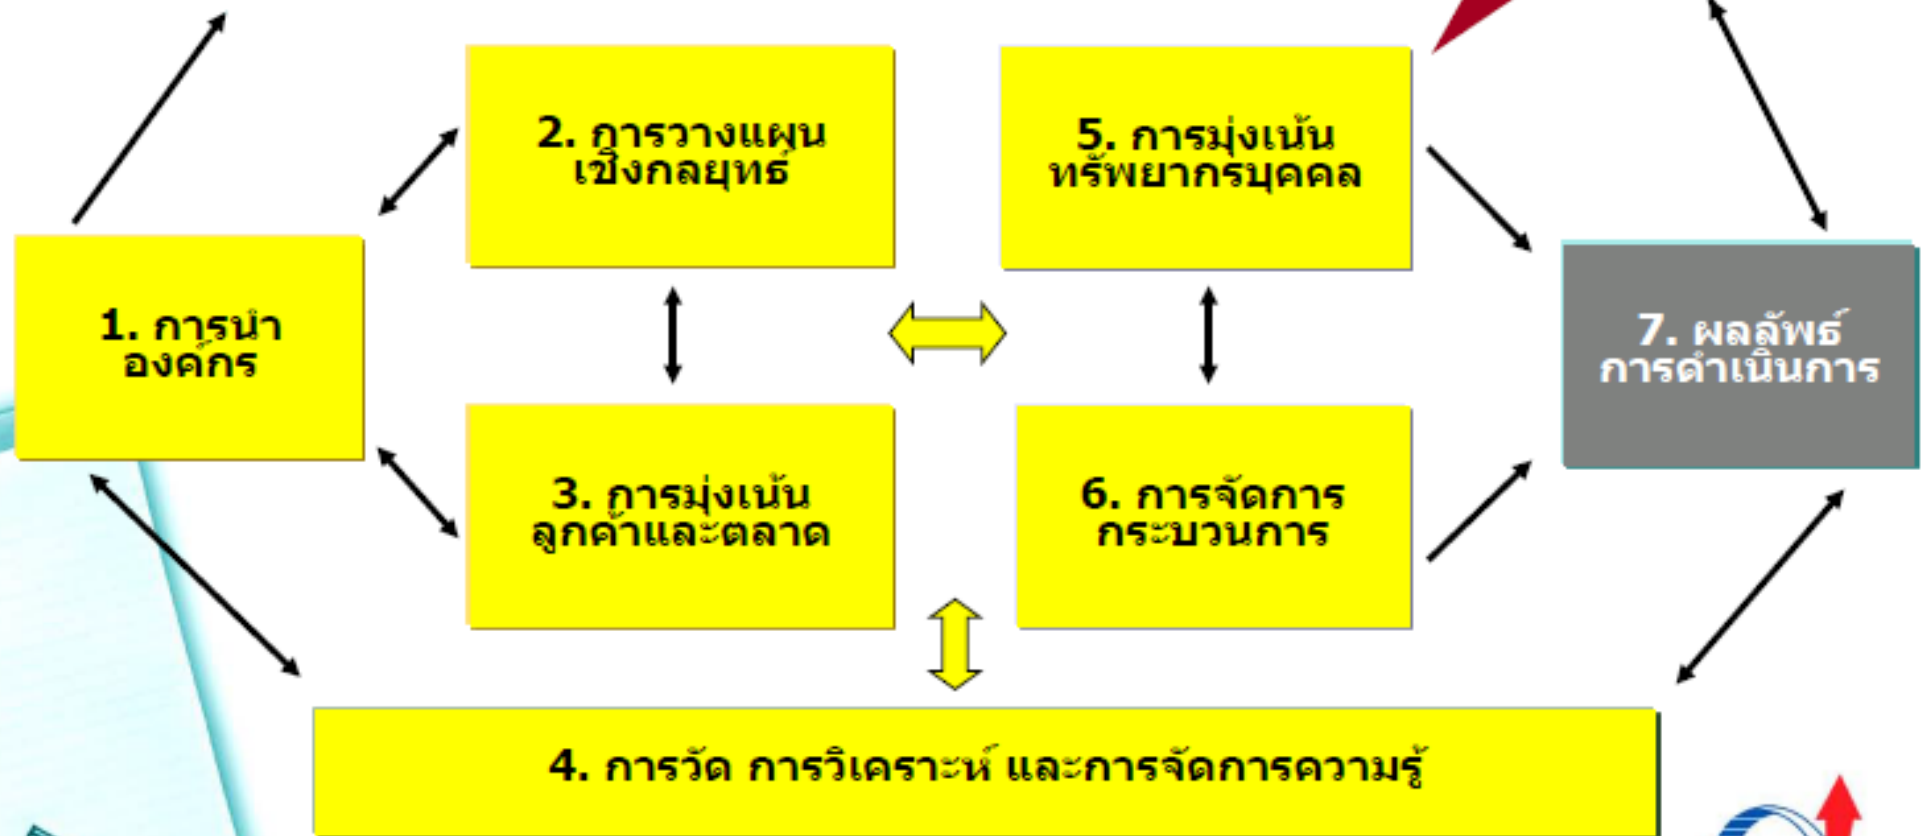 2. การวางแผน
เชิงกลยุทธ์
5. การมุ่งเน้น
ทรัพยากรบุคคล
1. การนำ
องค์กร
7. ผลลัพธ์
การดำเนินการ
3. การมุ่งเน้น
ลูกค้าและตลาด
6. การจัดการ
กระบวนการ
4. การวัด การวิเคราะห์ และการจัดการความรู้